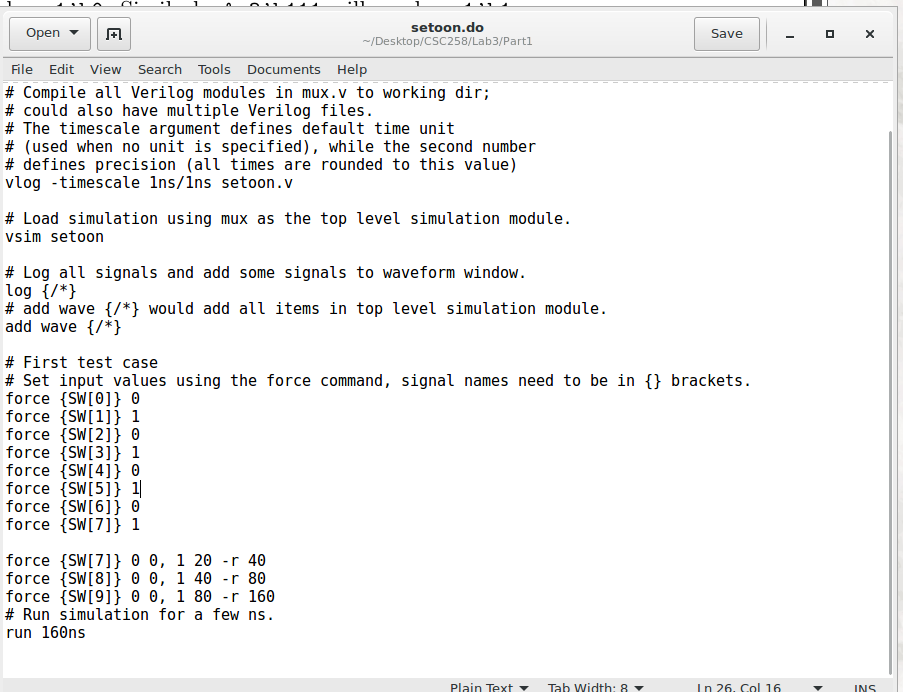 Open
setoon.do
~/Desktop/CSC258/Lab3/Part1
Save
File Edit View Search Tools Documents Help
# Compile all Verilog modules in mux.v to working dir;
# could also have multiple Verilog files.
# The timescale argument defines default time unit
# (used when no unit is specified), while the second number
# defines precision (all times are rounded to this value)
vlog -timescale 1ns/1ns setoon.v
# Load simulation using mux as the top level simulation module.
vsim setoon
# Log all signals and add some signals to waveform window.
log {/*}
# add wave {/*} would add all items in top level simulation module.
add wave {/*}
# First test case
# Set input values using the force command, signal names need to be in {} brackets.
force {SW[0]} 0
force {SW[1]} 1
force {SW[2]} 0
force {SW[3]} 1
force {SW[4]} 0
force {SW[5]} 1
force {SW[6]} 0
force {SW[7]} 1
force {SW[7]} 0 0, 1 20 -r 40
force {SW[8]} 0 0, 1 40 -r 80
force {SW[9]} 0 0, 1 80 -r 160
# Run simulation for a few ns.
run 160ns
Plain Text Tab Width: 8 Ln 26, Col 16 INS